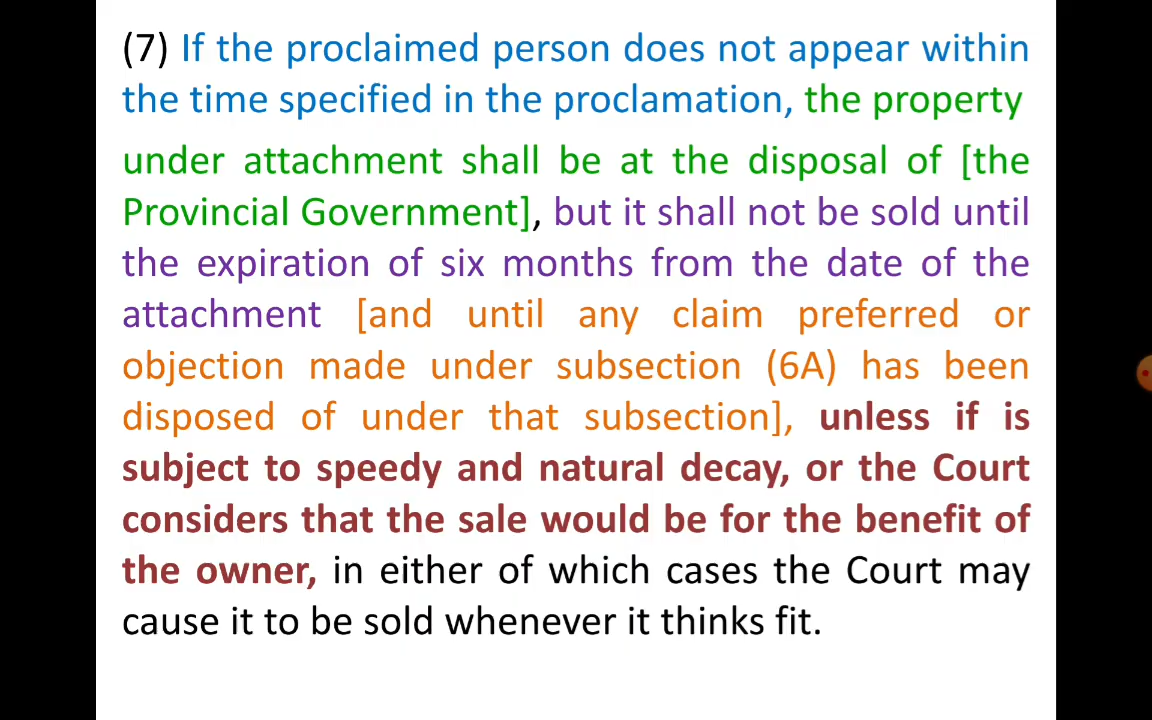 (7) If the proclaimed person does not appear within
the time specified in the proclamation, the property
under attachment shall be at the disposal of [the
Provincial Government], but it shall not be sold until
the expiration of six months from the date of the
attachment [and until any claim preferred or
objection made under subsection (6A) has been
disposed of under that subsection], unless if is
subject to speedy and natural decay, or the Court
considers that the sale would be for the benefit of
the owner, in either of which cases the Court may
cause it to be sold whenever it thinks fit.